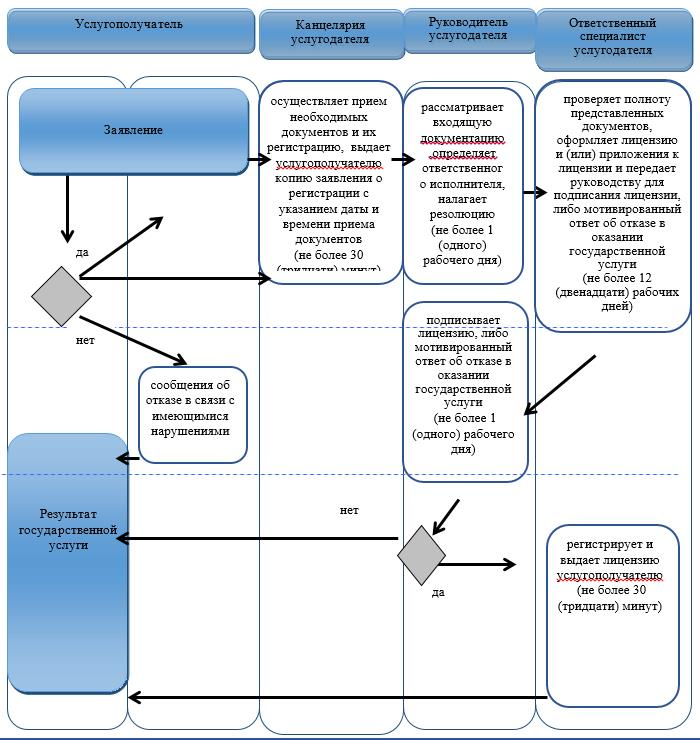 Услугополучатель
Канцелярия
услугодателя
Руководитель
услугодателя
Ответственный
специалист
услугодателя
Заявление
осуществляет прием
необходимых
документов и их
регистрацию, выдает
услугополучателю
копию заявления о
регистрации с
указанием даты и
времени приема
документов
(не более 30
(тридцати) минут)
рассматривает
входящую
документацию
определяет
ответственног
о исполнителя,
налагает
резолюцию
(не более 1
(одного)
рабочего дня)
проверяет полноту
представленных
документов,
оформляет лицензию
и (или) приложения к
лицензии и передает
руководству для
подписания лицензии,
либо мотивированный
ответ об отказе в
оказании
государственной
услуги
(не более 12
(двенадцати) рабочих
дней)
да
нет
сообщения об
отказе в связи с
имеющимися
нарушениями
подписывает
лицензию, либо
мотивированный
ответ об отказе в
оказании
государственной
услуги
(не более 1
(одного) рабочего
дня)
Результат
государственной
услуги
нет
да
регистрирует и
выдает лицензию
услугополучателю
(не более 30
(тридцати) минут)